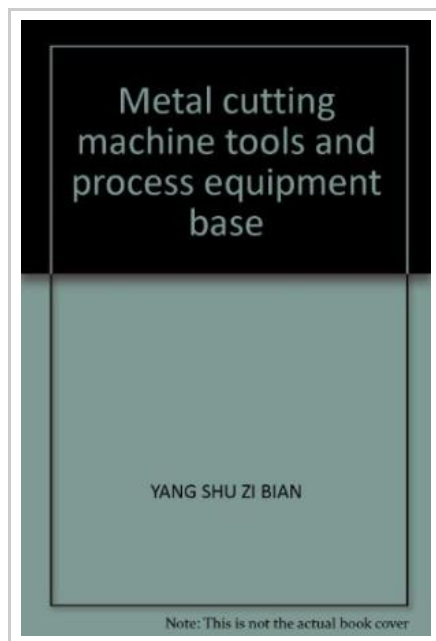 Metal cutting
machine tools and
process equipment
base
YANG SHU ZI BIAN
Note: This is not the actual book cover